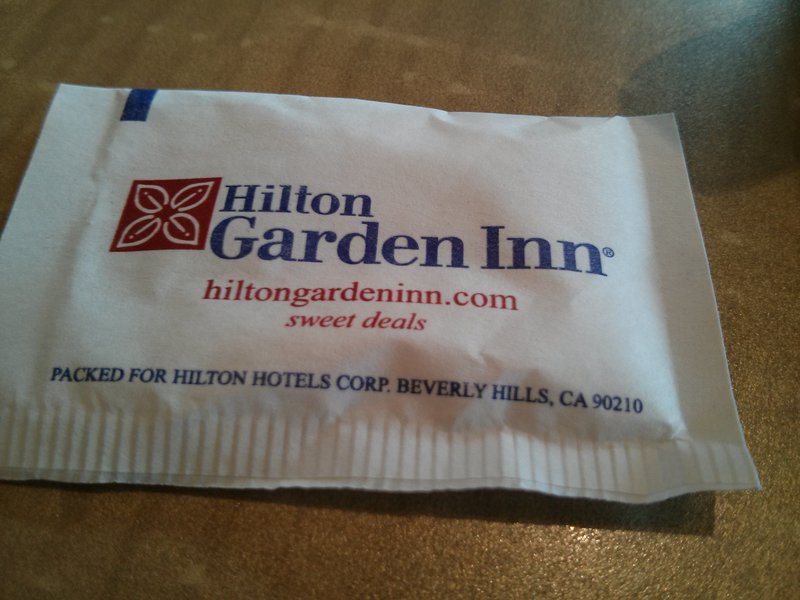 Hilton
Garden Inn®
hiltongardeninn.com
sweet deals
PACKED FOR HILTON HOTELS CORP. BEVERLY HILLS, CA 90210